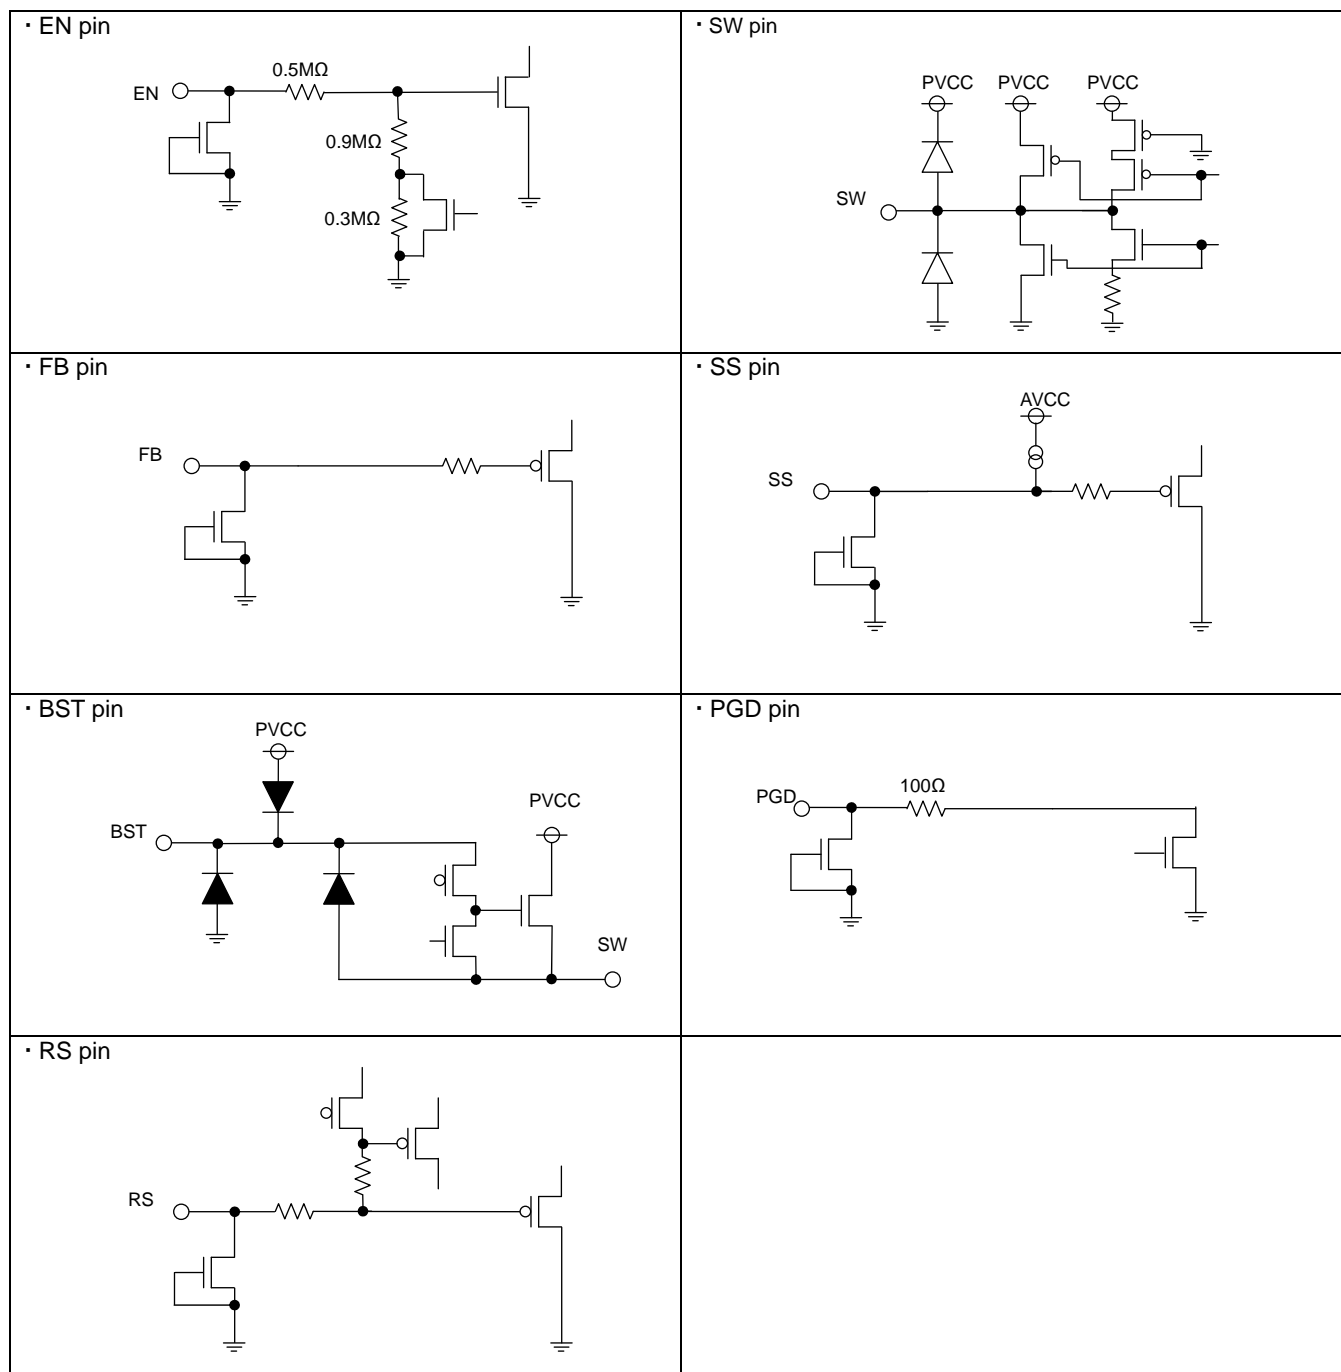 · EN pin
EN
0.5MΩ
0.9MΩ
0.3MΩ
· SW pin
PVCC
PVCC
PVCC
SW
· FB pin
FB
· SS pin
AVCC
SS
· BST pin
PVCC
PVCC
BST
SW
· PGD pin
PGD
100Ω
· RS pin
RS